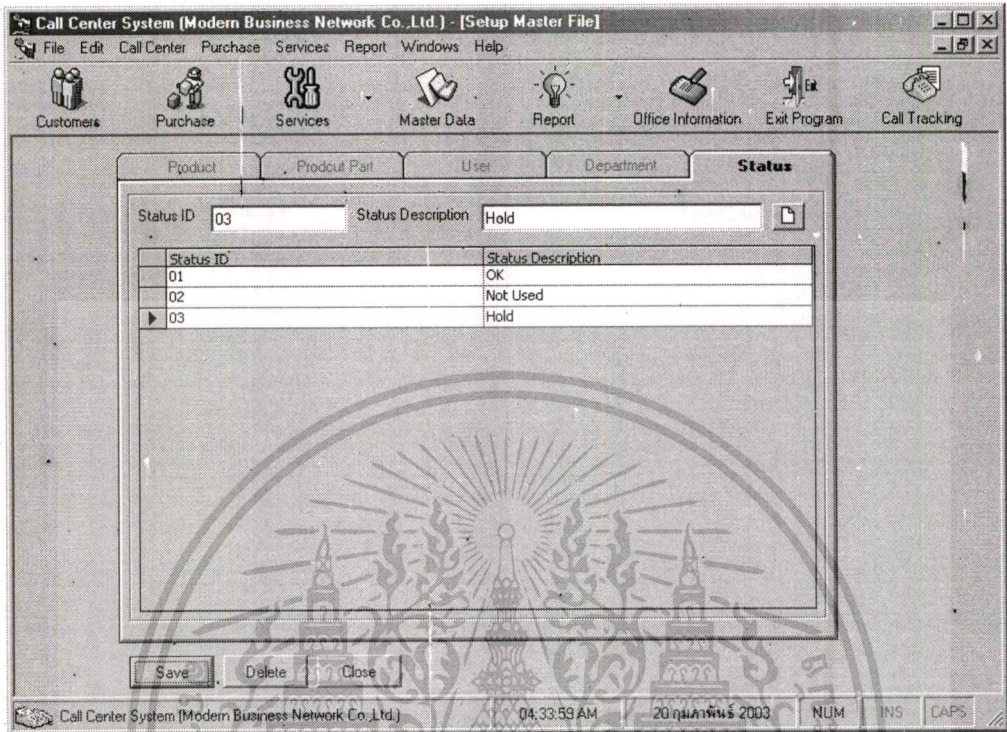 Call Center System (Modern Business Network Co.,Ltd.) - [Setup Master File]
File Edit Call Center Purchase Services Report Windows Help
Customers Purchase Services Master Data Report Office Information Exit Program Call Tracking
Exit
Product Prodcut Part User Department Status
Status ID 03 Status Description Hold
Status ID Status Description
01 OK
02 Not Used
03 Hold
Save Delete Close
Call Center System (Modern Business Network Co.,Ltd.) 04:33:59 AM 20 กุมภาพันธ์ 2003 NUM INS CAPS